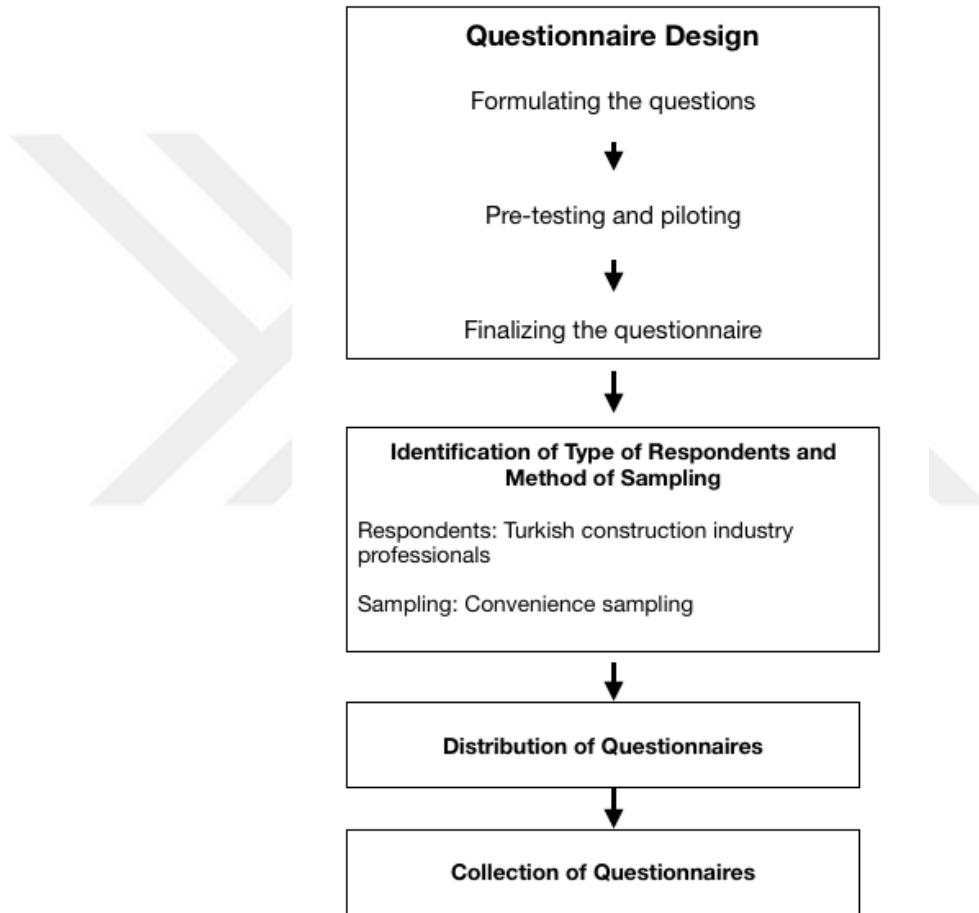 Questionnaire Design
Formulating the questions
Pre-testing and piloting
Finalizing the questionnaire
Identification of Type of Respondents and
Method of Sampling
Respondents: Turkish construction industry
professionals
Sampling: Convenience sampling
Distribution of Questionnaires
Collection of Questionnaires